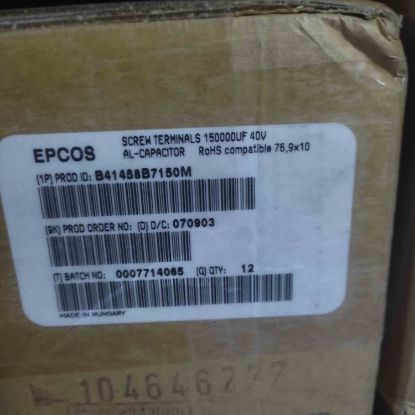 SCREW TERMINALS 150000UF 40V
EPCOS AL-CAPACITOR RoHS compatible 76,9x10
(1P) PROD ID: B41458B7150M
(9K) PROD ORDER NO: (D) D/C: 070903
(T) BATCH NO: 0007714065 (Q) QTY: 12
MADE IN HUNGARY
104646277